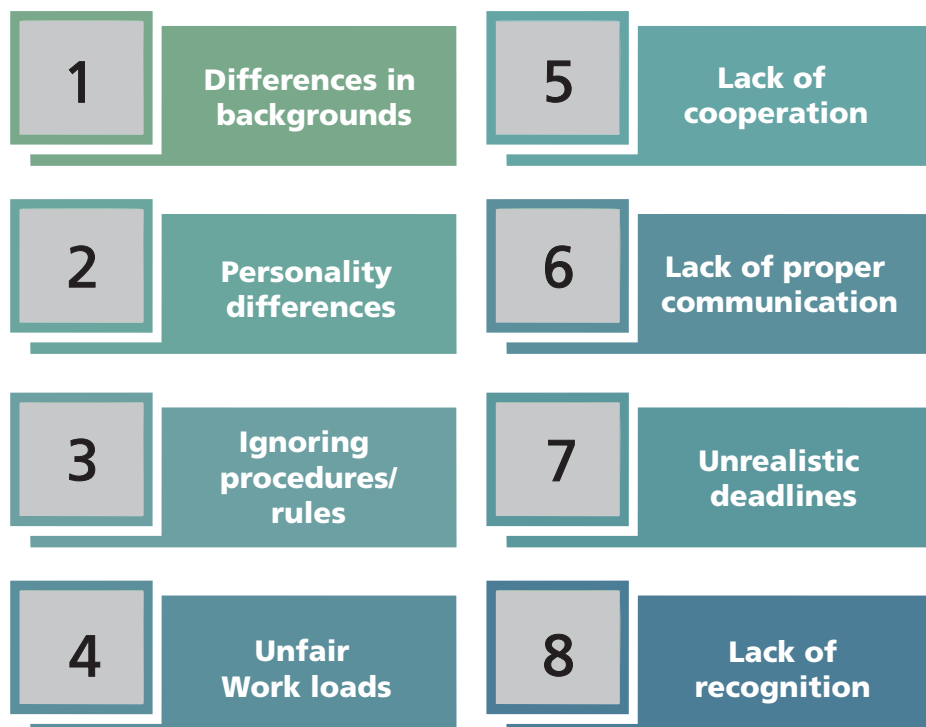 1
Differences in
backgrounds
2
Personality
differences
3
Ignoring
procedures/
rules
4
Unfair
Work loads
5
Lack of
cooperation
6
Lack of proper
communication
7
Unrealistic
deadlines
8
Lack of
recognition